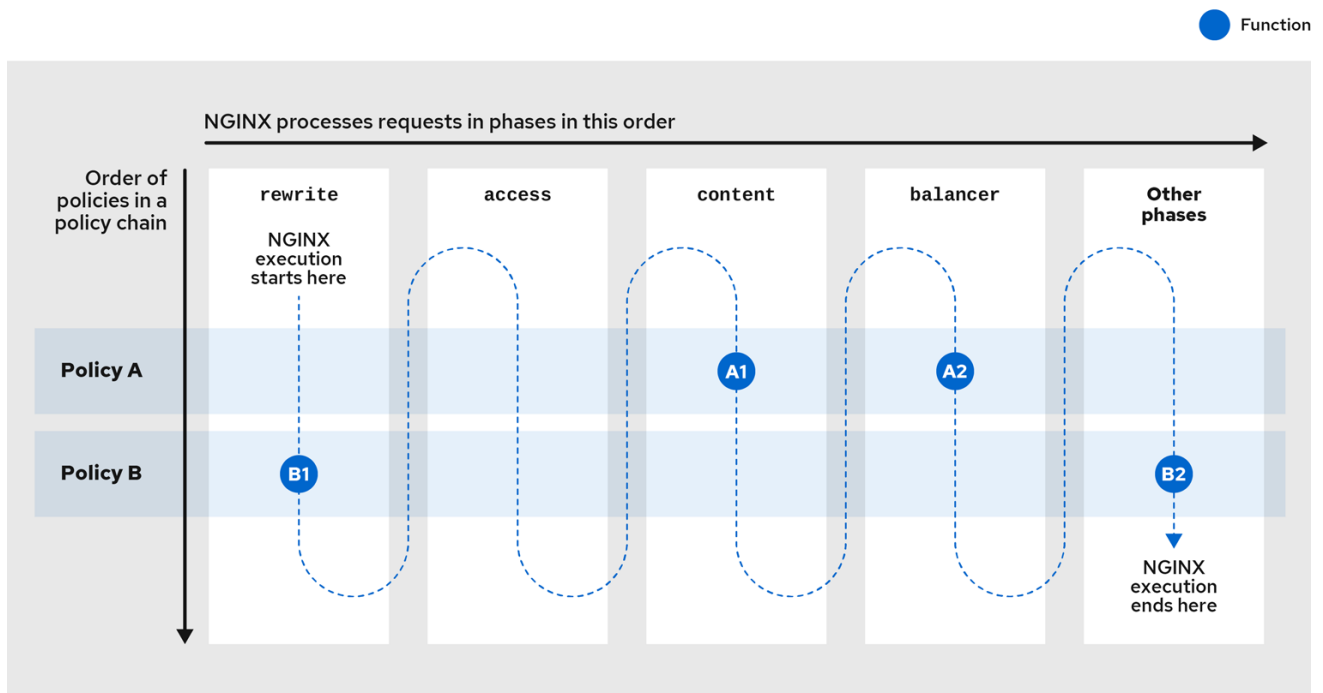 Function
NGINX processes requests in phases in this order
Order of
policies in a
policy chain
rewrite
access
content
balancer
Other
phases
NGINX
execution
starts here
Policy A
A1
A2
Policy B
B1
B2
NGINX
execution
ends here